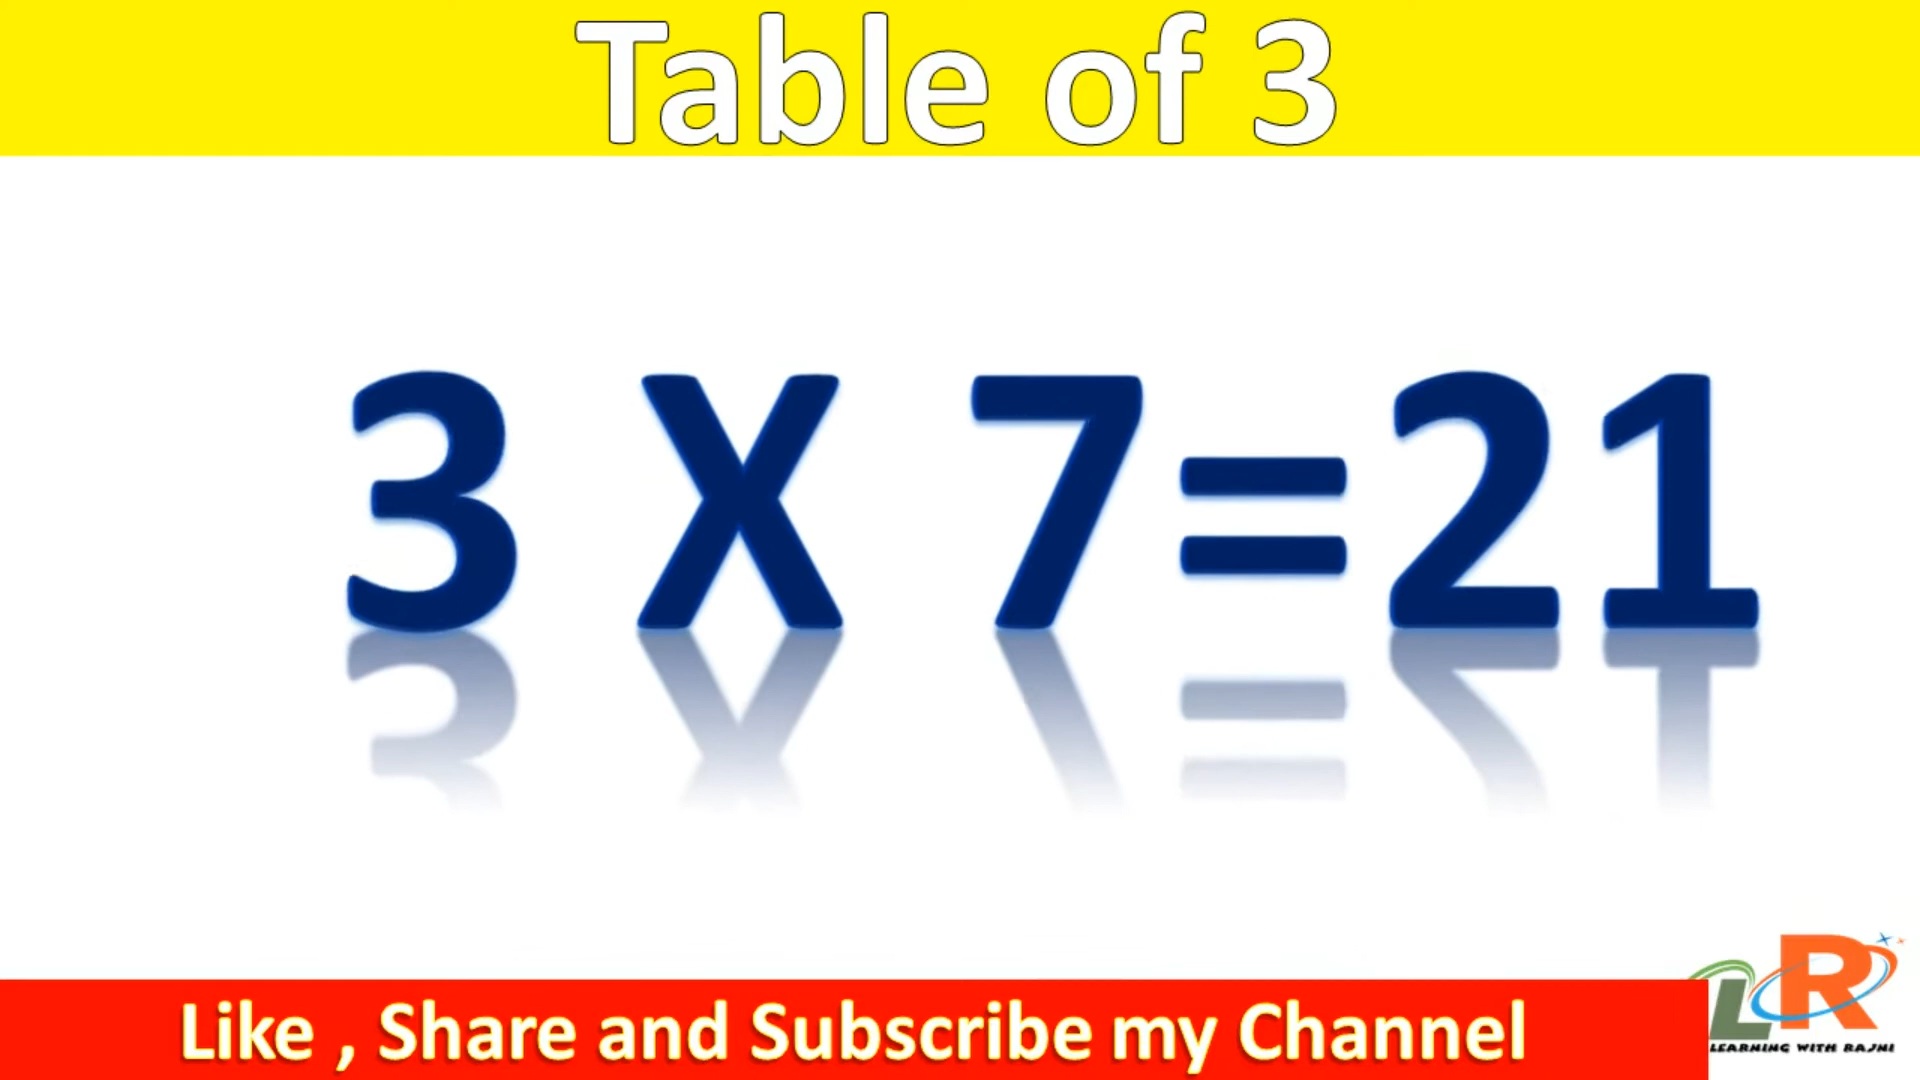 Table of 3
3 X 7=21
Like , Share and Subscribe my Channel
LR
LEARNING WITH RAJNI